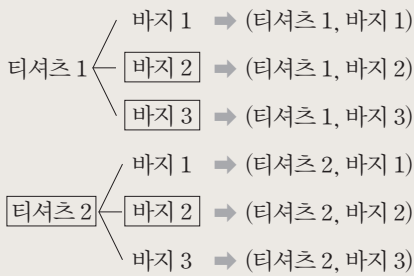 바지 1 ➡ (티셔츠 1, 바지 1)
티셔츠 1 바지 2 ➡ (티셔츠 1, 바지 2)
바지 3 ➡ (티셔츠 1, 바지 3)
바지 1 ➡ (티셔츠 2, 바지 1)
티셔츠 2 바지 2 ➡ (티셔츠 2, 바지 2)
바지 3 ➡ (티셔츠 2, 바지 3)